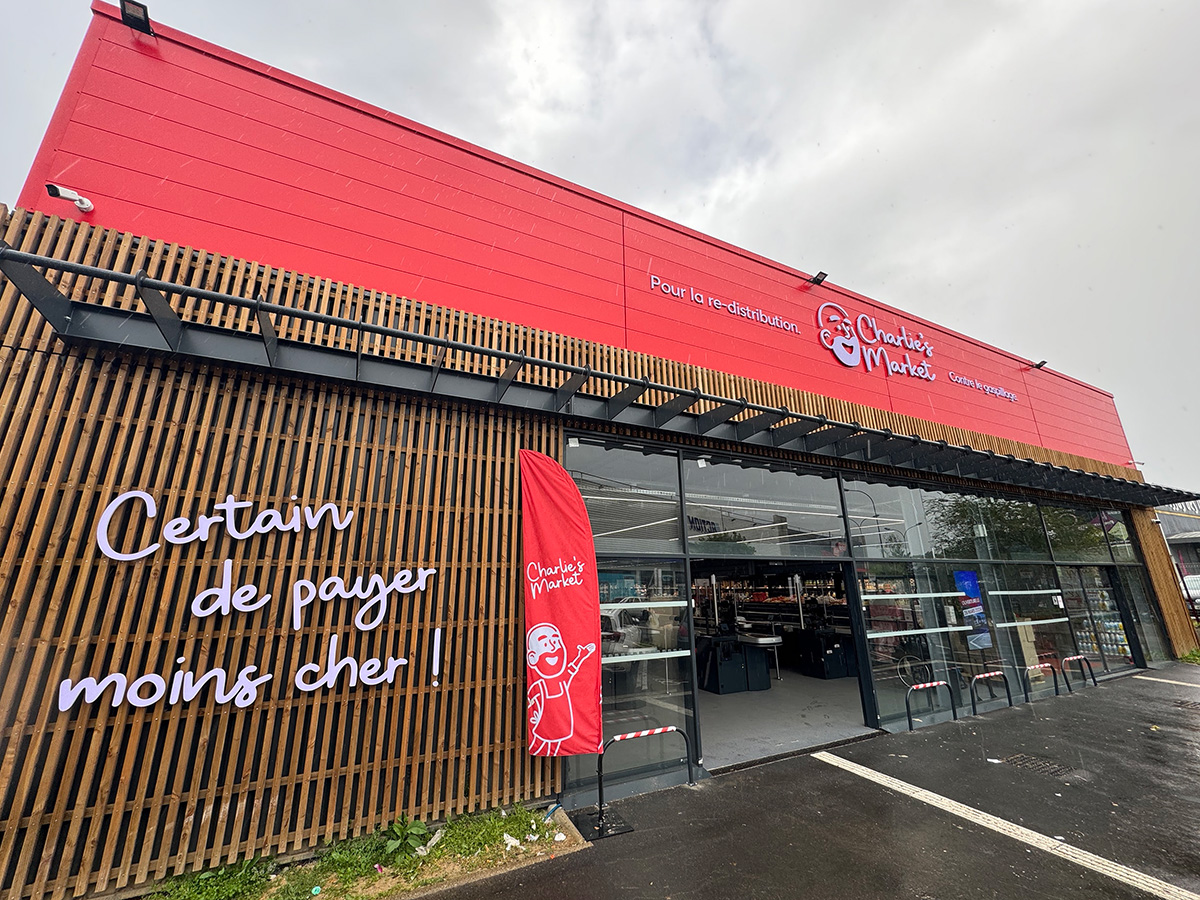 Pour la re-distribution.
Charlie's
Market
Contre le gaspillage.
Certain
de payer
moins cher !
Charlie's
Market